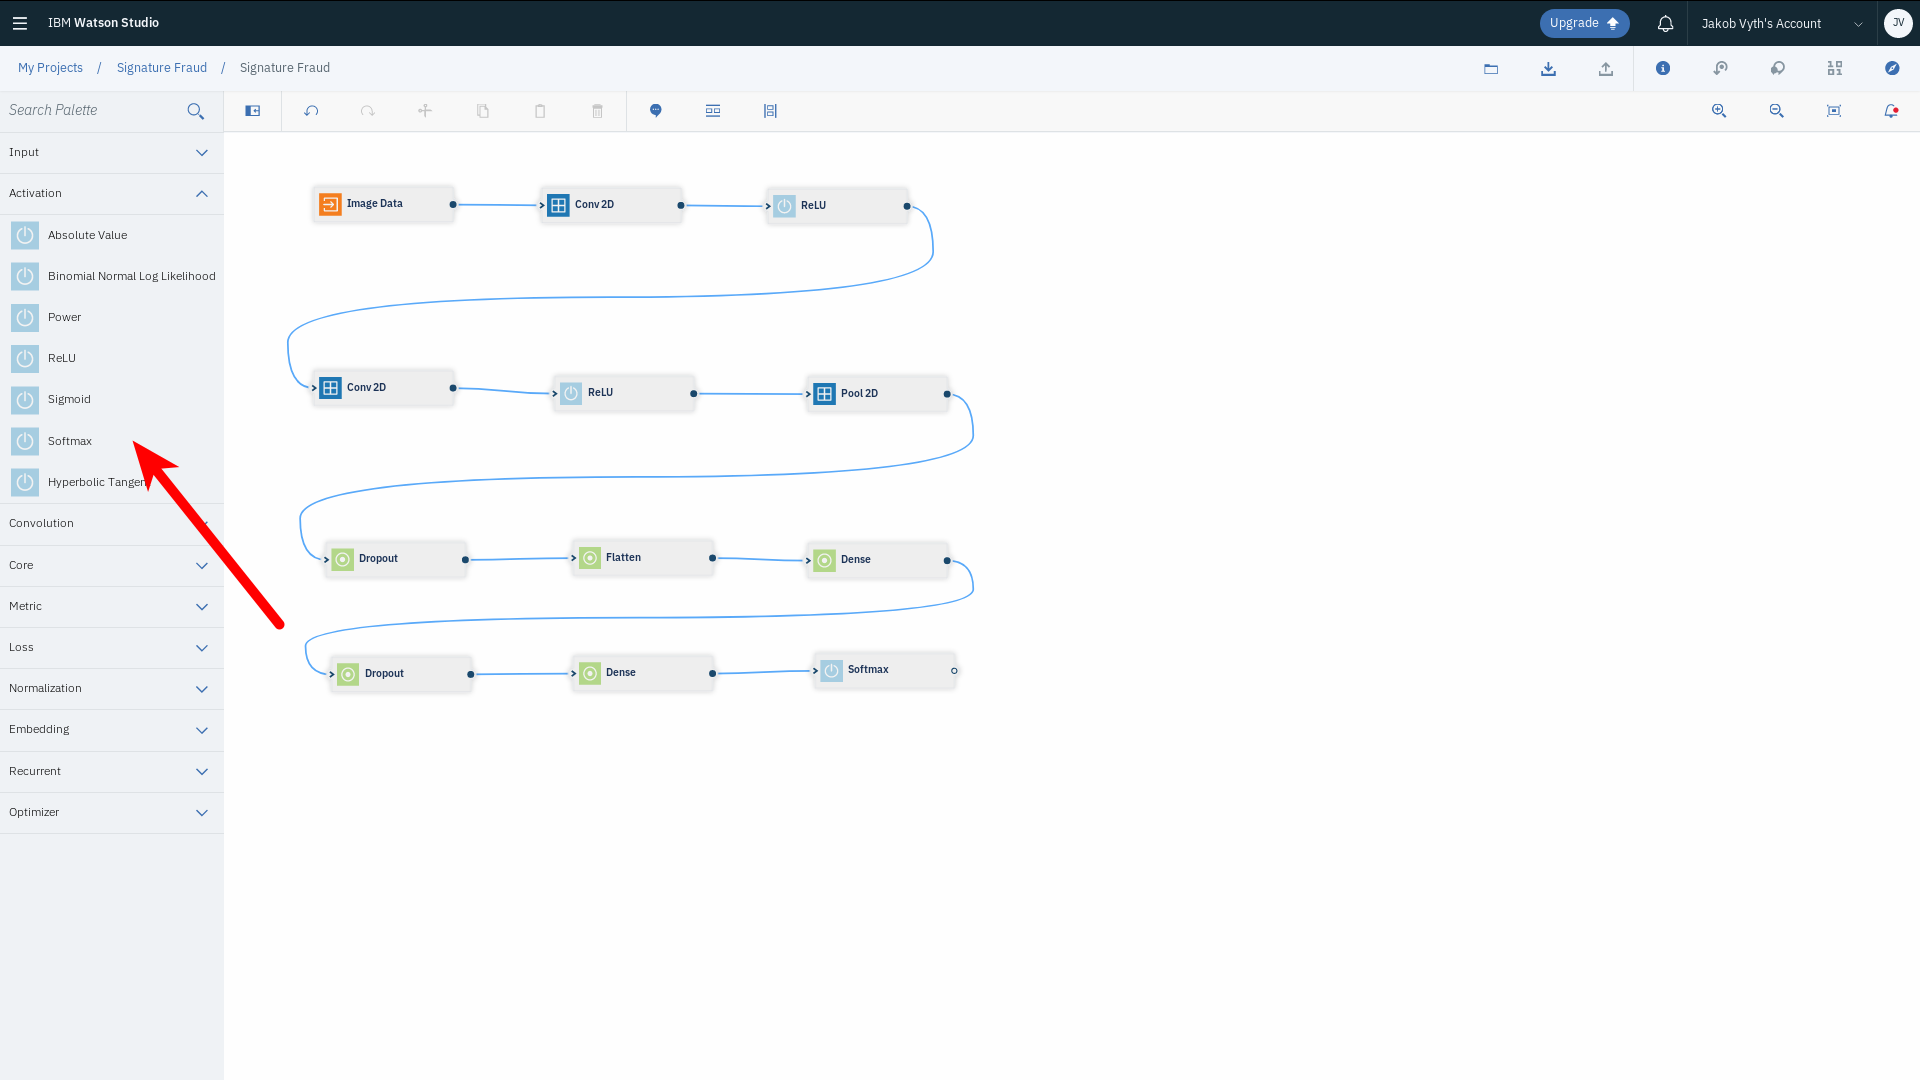 IBM Watson Studio
Upgrade
Jakob Vyth's Account
JV
My Projects / Signature Fraud / Signature Fraud
Search Palette
Input
Activation
Absolute Value
Binomial Normal Log Likelihood
Power
ReLU
Sigmoid
Softmax
Hyperbolic Tangen
Convolution
Core
Metric
Loss
Normalization
Embedding
Recurrent
Optimizer
Image Data
Conv 2D
ReLU
Conv 2D
ReLU
Pool 2D
Dropout
Flatten
Dense
Dropout
Dense
Softmax